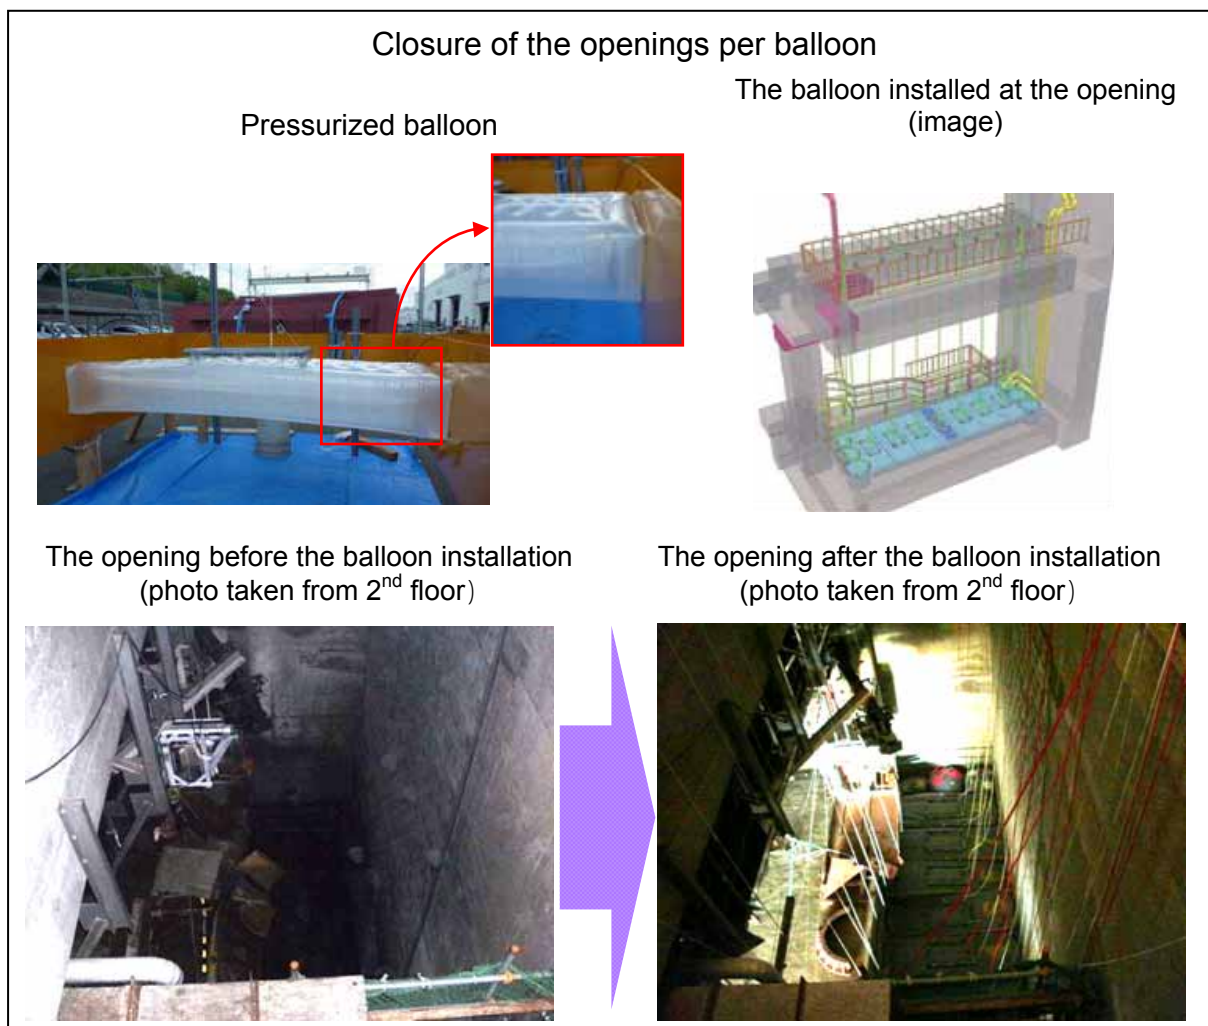 Closure of the openings per balloon
Pressurized balloon
The balloon installed at the opening
(image)
The opening before the balloon installation
(photo taken from 2nd floor)
The opening after the balloon installation
(photo taken from 2nd floor)